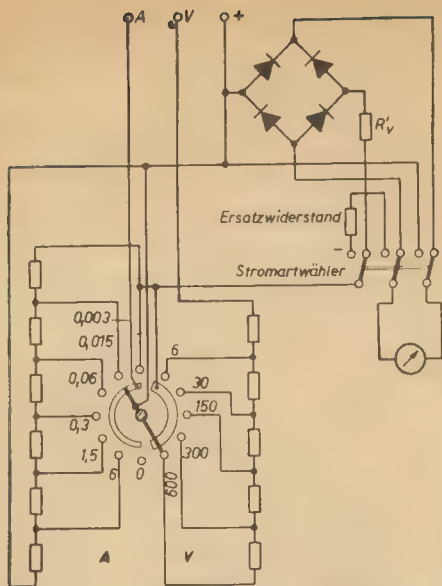 A V +
R'v
Ersatzwiderstand
−
Stromartwähler
0,003
0,015
6
0,06
30
0,3
150
1,5
300
6
0
600
A V